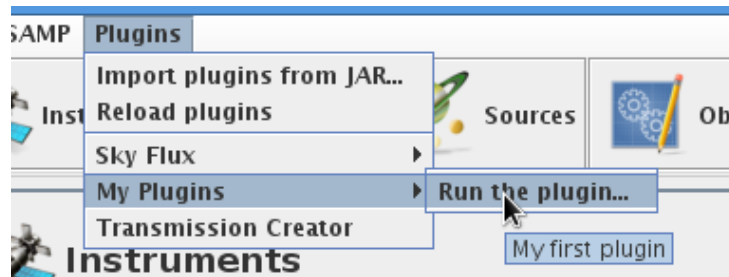 SAMP Plugins
Import plugins from JAR...
Reload plugins
Inst
Sources
Ob
Sky Flux
My Plugins
Run the plugin...
Transmission Creator
My first plugin
Instruments